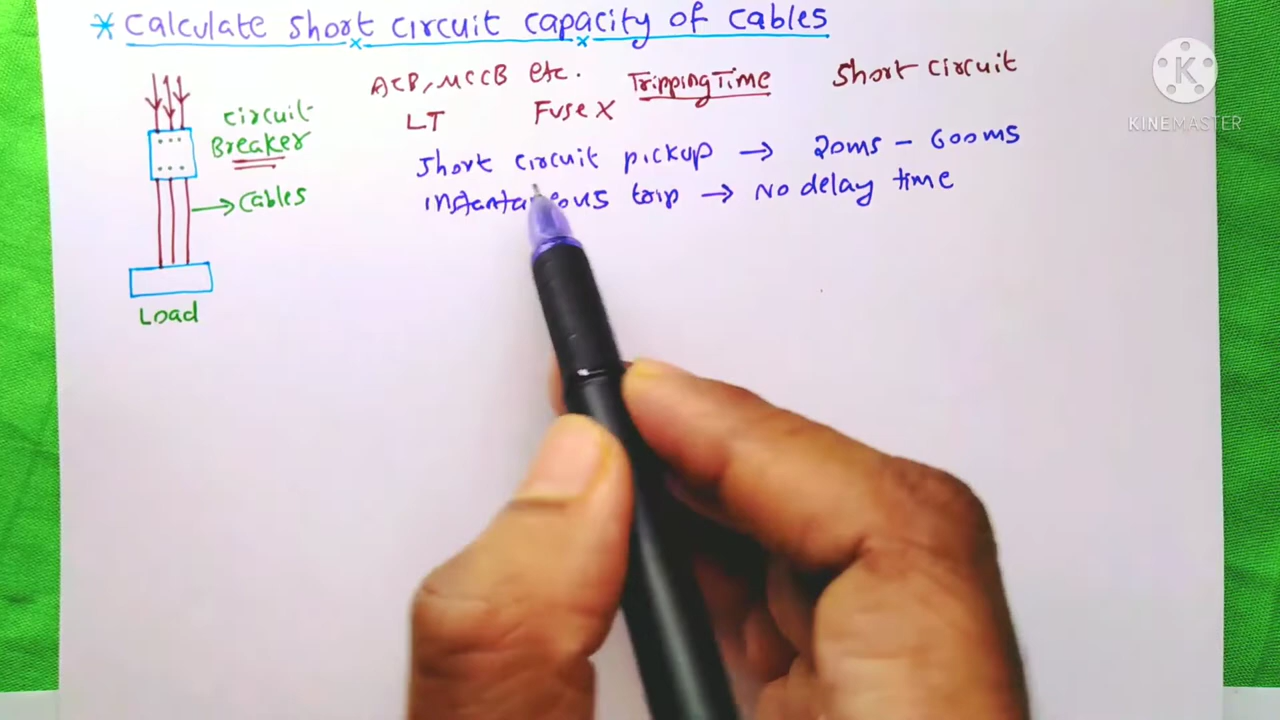 * Calculate short circuit capacity of cables
ACB, MCCB etc. Tripping Time Short circuit
LT Fuse X
Circuit Breaker
Short circuit pickup → 20ms - 600ms
instantaneous trip → No delay time
→ Cables
Load
K
KINEMASTER